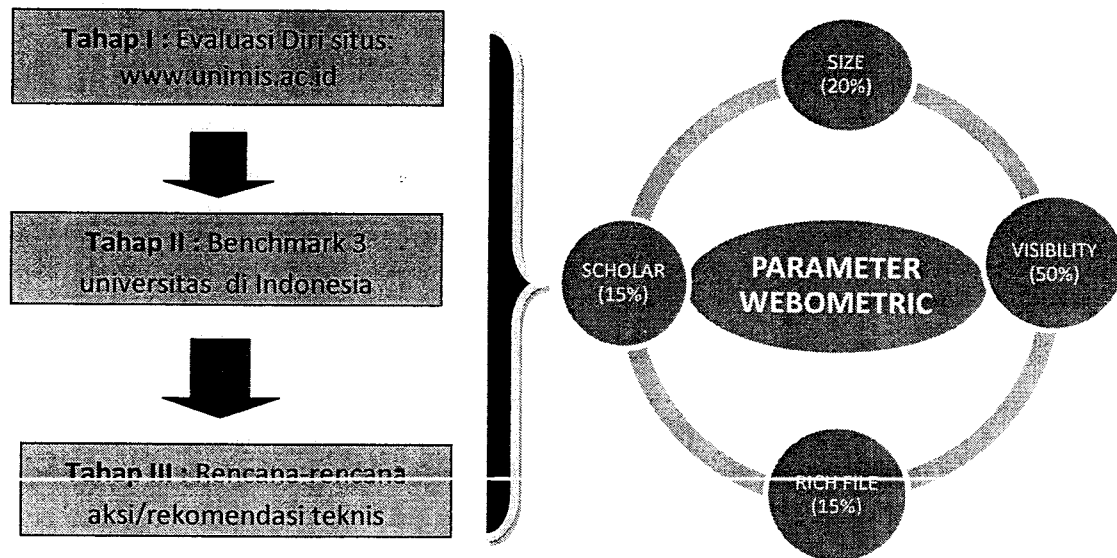 Tahap I : Evaluasi Diri situs:
www.unimis.ac.id
Tahap II : Benchmark 3
universitas di Indonesia
Tahap III : Rencana-rencana
aksi/rekomendasi teknis
SIZE
(20%)
SCHOLAR
(15%)
PARAMETER
WEBOMETRIC
VISIBILITY
(50%)
RICH FILE
(15%)